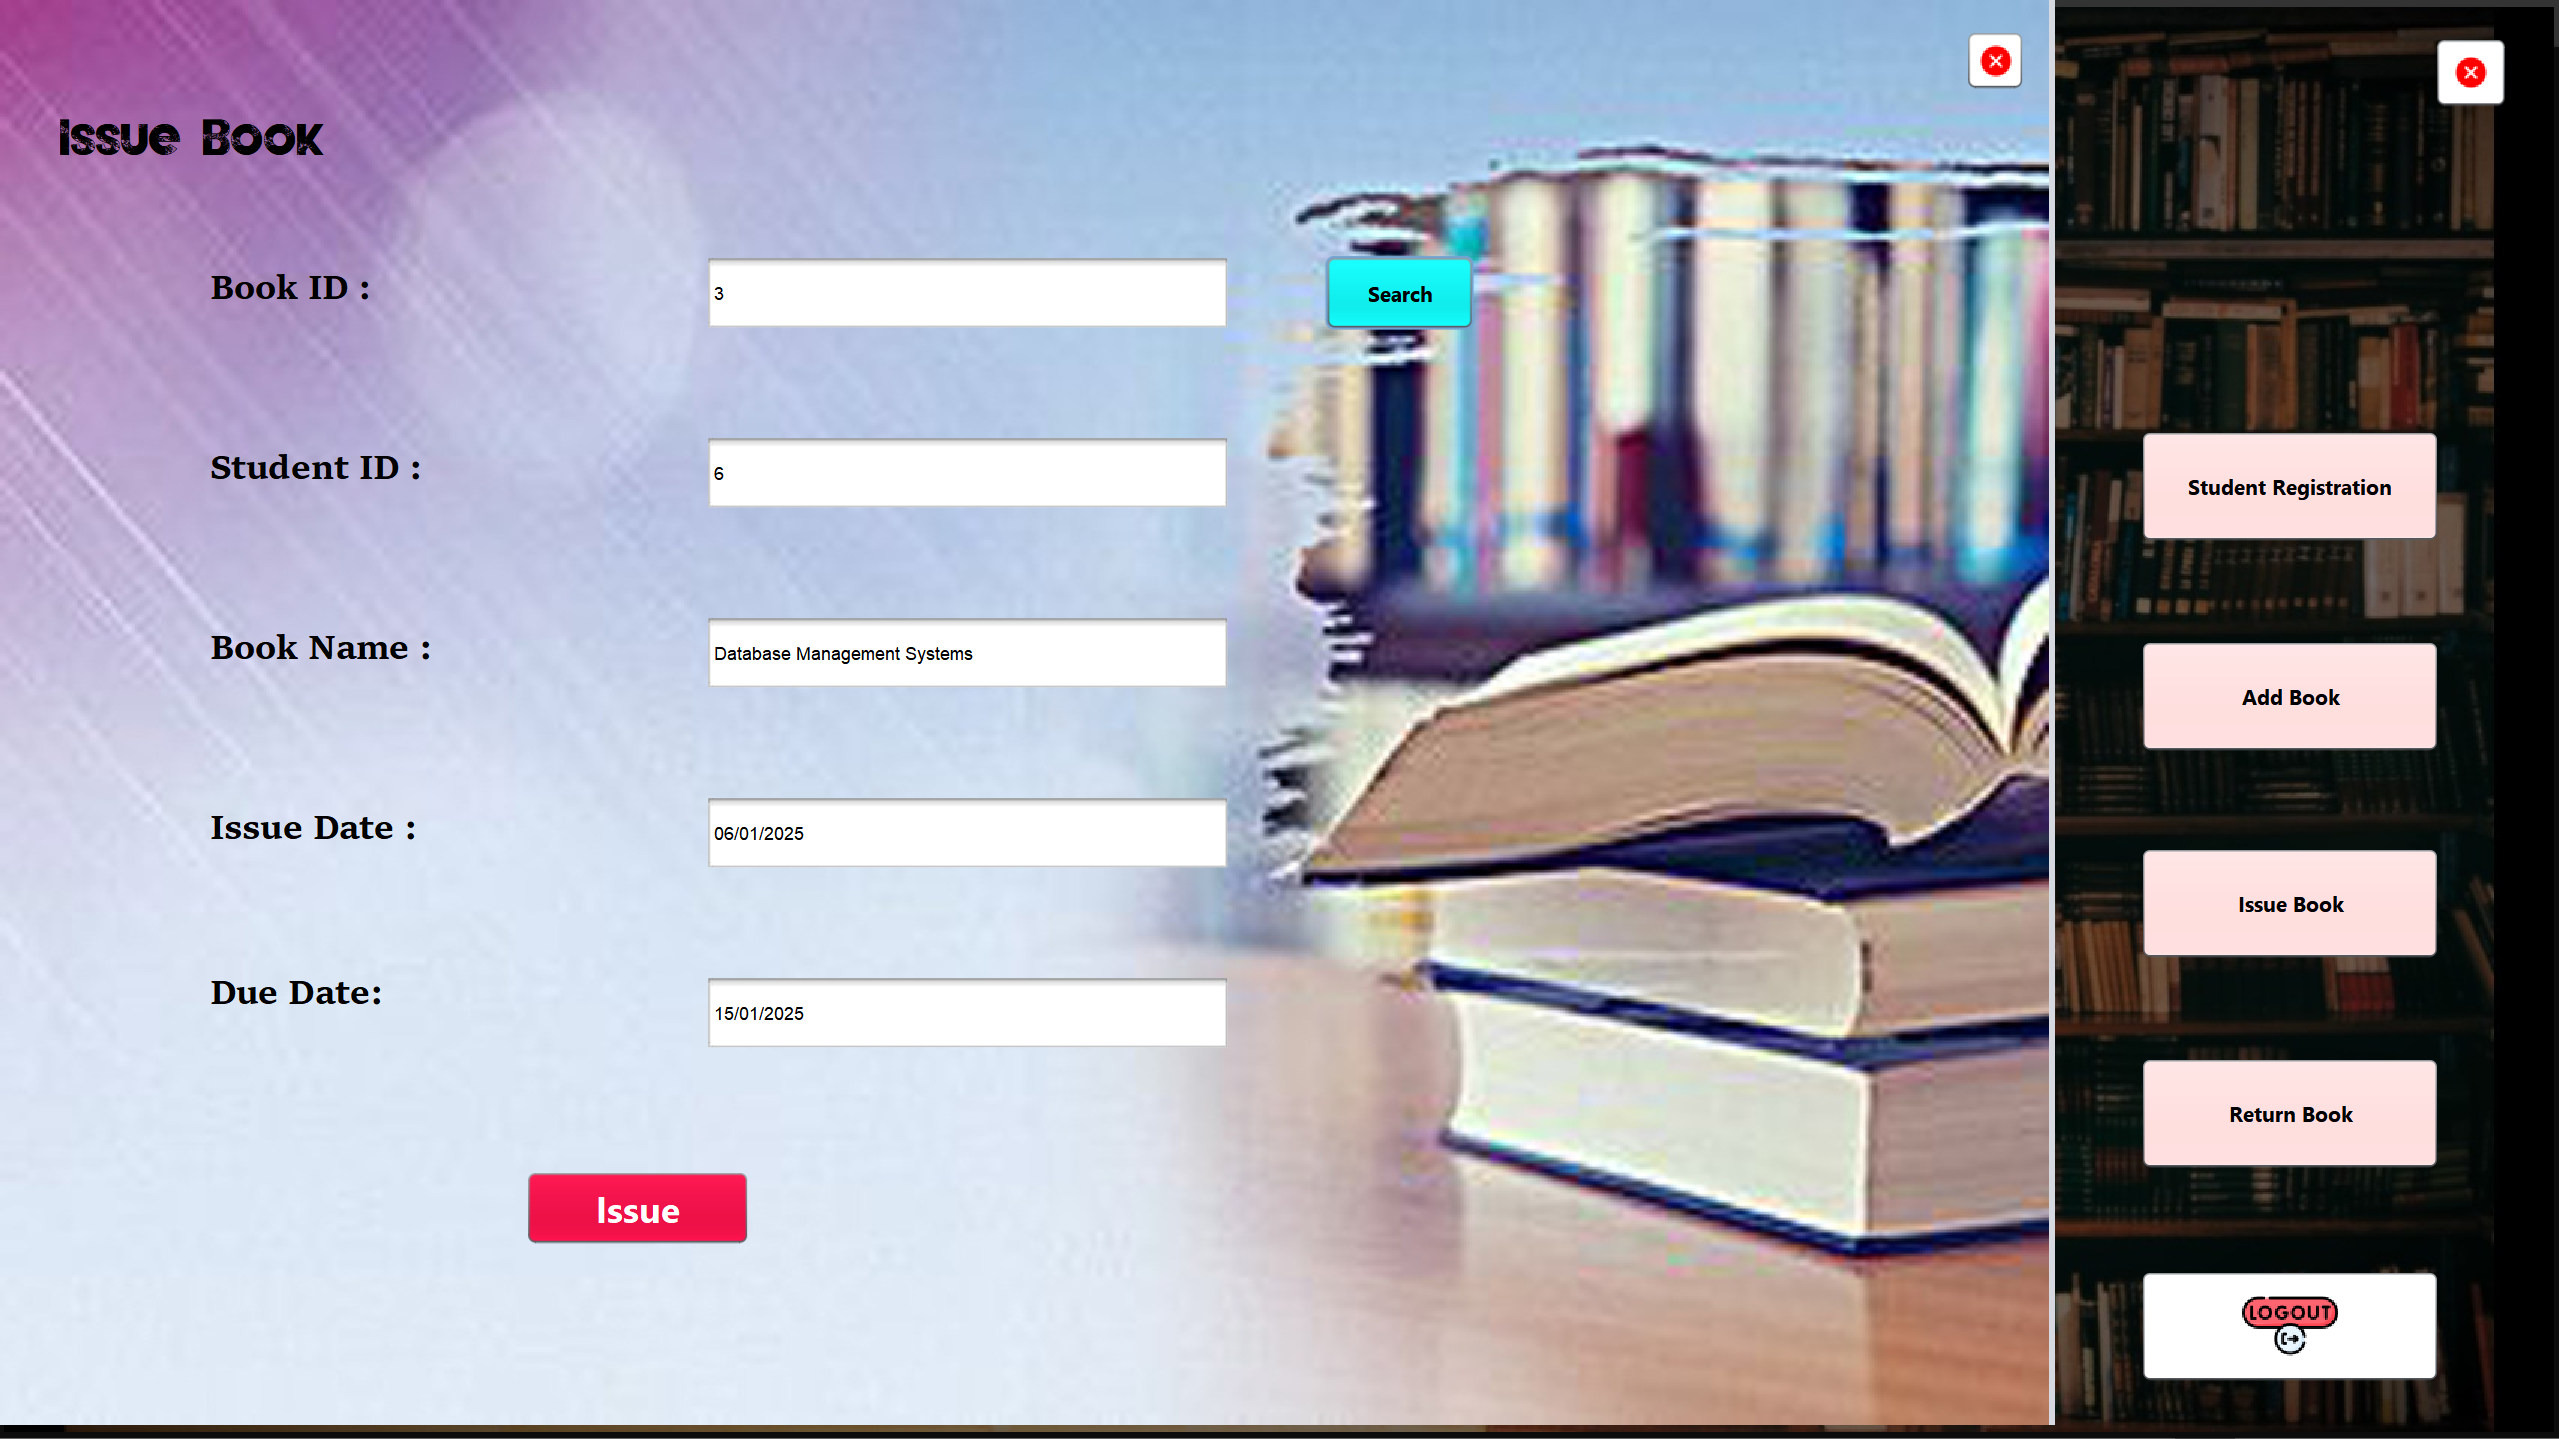 Issue Book
Book ID :
3
Search
Student ID :
6
Book Name :
Database Management Systems
Issue Date :
06/01/2025
Due Date:
15/01/2025
Issue
Student Registration
Add Book
Issue Book
Return Book
LOGOUT